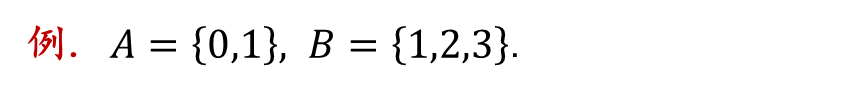 例. A = {0,1}, B = {1,2,3}.